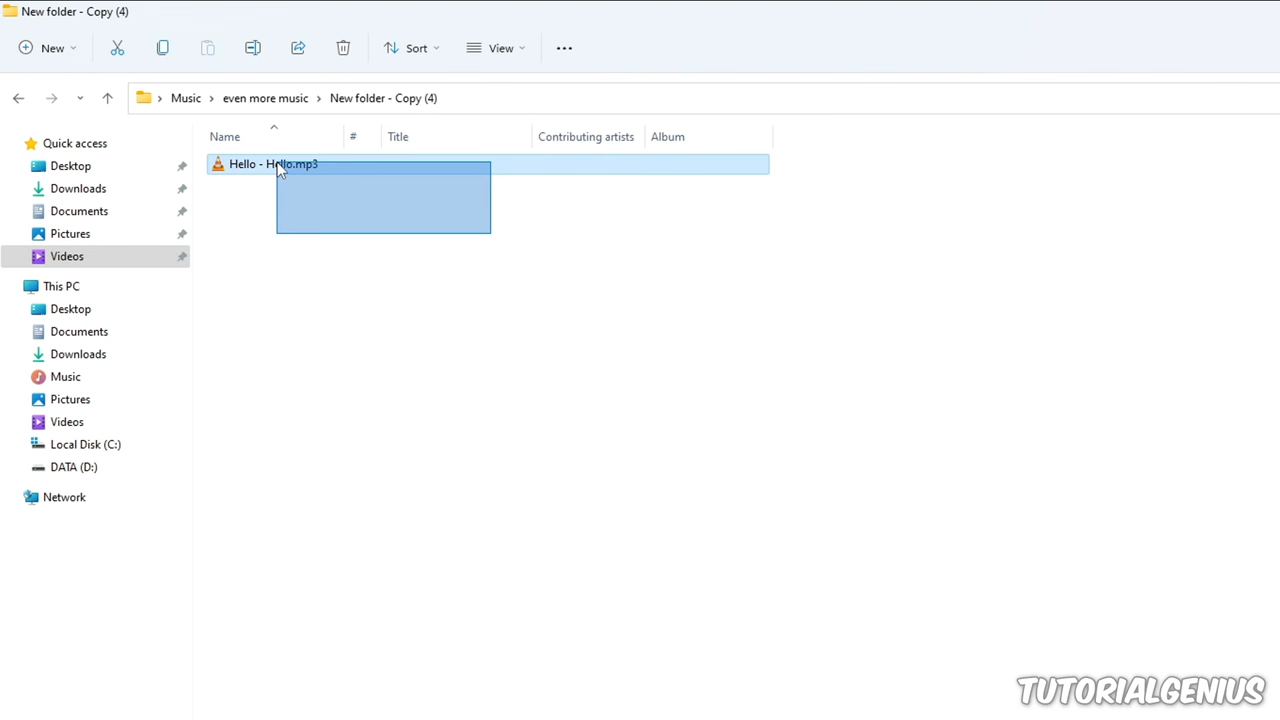 New folder - Copy (4)
New Sort View
Music > even more music > New folder - Copy (4)
Name # Title Contributing artists Album
Hello - Hello.mp3
Quick access
Desktop
Downloads
Documents
Pictures
Videos
This PC
Desktop
Documents
Downloads
Music
Pictures
Videos
Local Disk (C:)
DATA (D:)
Network
TUTORIALGENIUS